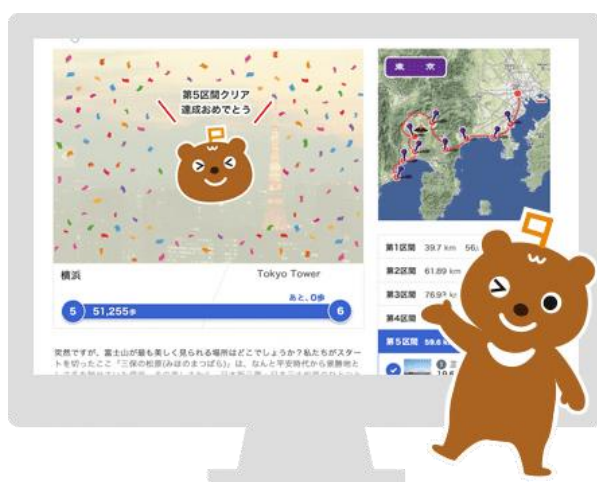 第5区間クリア
達成おめでとう
横浜
Tokyo Tower
あと、0歩
5 51,255歩 6
突然ですが、富士山が最も美しく見られる場所はどこでしょうか?私たちがスター
トを切ったここ「三保の松原(みほのまつばら)」は、なんと平安時代から景勝地と
東 京
第1区間 39.7 km 56,
第2区間 61.89 km
第3区間 76.93
第4区間
第5区間 59.6